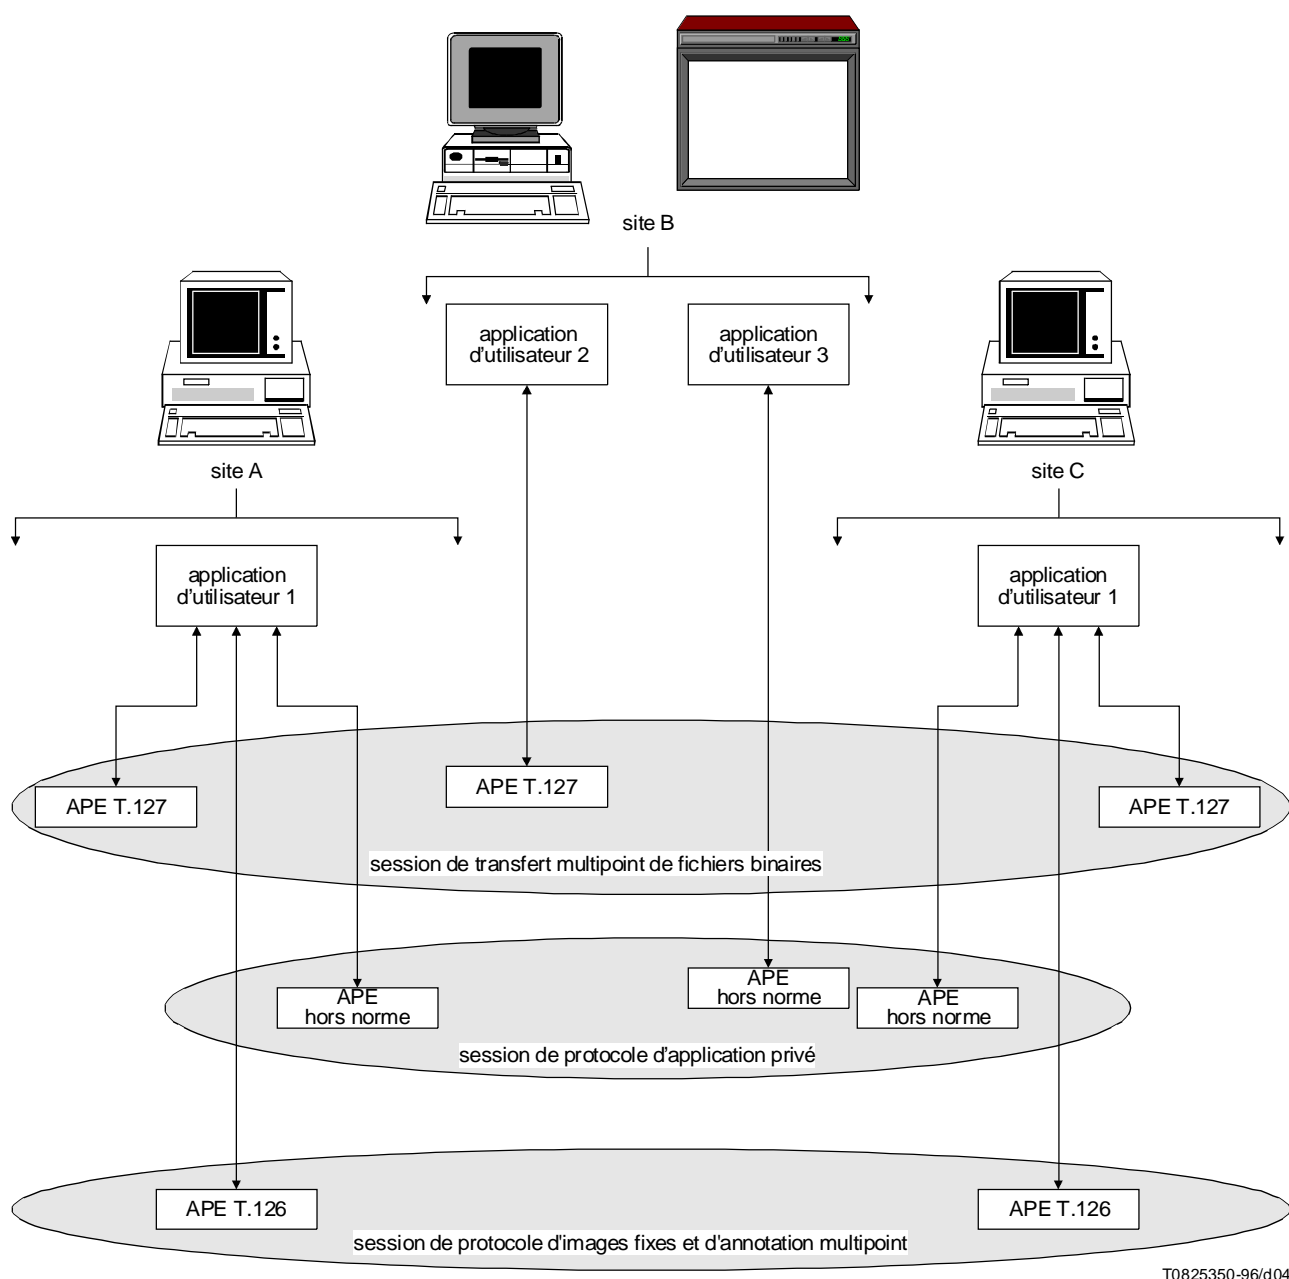 site B
application
d'utilisateur 2
application
d'utilisateur 3
site A
site C
application
d'utilisateur 1
application
d'utilisateur 1
APE T.127
APE T.127
APE T.127
session de transfert multipoint de fichiers binaires
APE
hors norme
APE
hors norme
APE
hors norme
session de protocole d'application privé
APE T.126
APE T.126
session de protocole d'images fixes et d'annotation multipoint
T0825350-96/d04